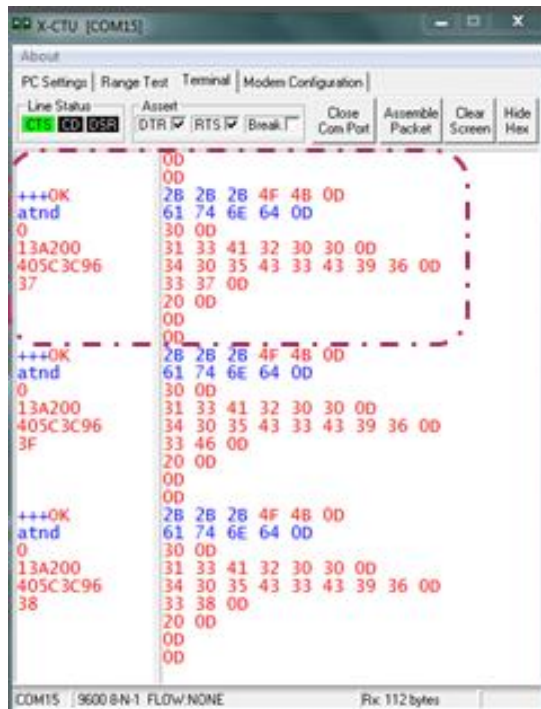 X-CTU [COM15]
About
PC Settings Range Test Terminal Modem Configuration
Line Status Assert
CTS CD DSR DTR RTS Break Close Com Port Assemble Packet Clear Screen Hide Hex
0D
0D
+++OK 2B 2B 2B 4F 4B 0D
atnd 61 74 6E 64 0D
0 30 0D
13A200 31 33 41 32 30 30 0D
405C3C96 34 30 35 43 33 43 39 36 0D
37 33 37 0D
20 0D
0D
0D
+++OK 2B 2B 2B 4F 4B 0D
atnd 61 74 6E 64 0D
0 30 0D
13A200 31 33 41 32 30 30 0D
405C3C96 34 30 35 43 33 43 39 36 0D
3F 33 46 0D
20 0D
0D
0D
+++OK 2B 2B 2B 4F 4B 0D
atnd 61 74 6E 64 0D
0 30 0D
13A200 31 33 41 32 30 30 0D
405C3C96 34 30 35 43 33 43 39 36 0D
38 33 38 0D
20 0D
0D
0D
COM15 9600 8-N-1 FLOW:NONE Rx: 112 bytes